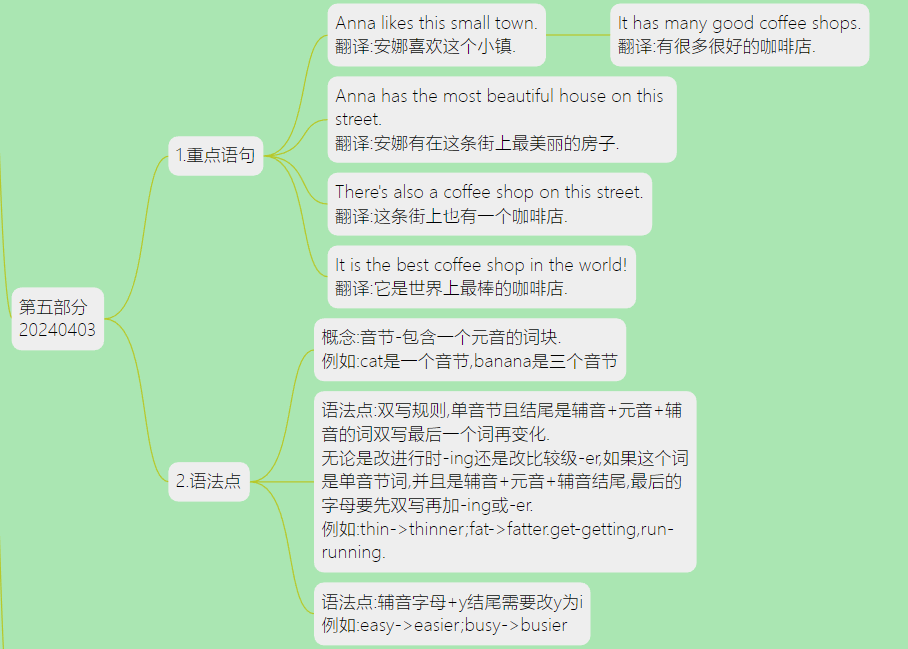 第五部分
20240403
1.重点语句
Anna likes this small town.
翻译:安娜喜欢这个小镇.
It has many good coffee shops.
翻译:有很多很好的咖啡店.
Anna has the most beautiful house on this
street.
翻译:安娜有在这条街上最美丽的房子.
There's also a coffee shop on this street.
翻译:这条街上也有一个咖啡店.
It is the best coffee shop in the world!
翻译:它是世界上最棒的咖啡店.
2.语法点
概念:音节-包含一个元音的词块.
例如:cat是一个音节,banana是三个音节
语法点:双写规则,单音节且结尾是辅音+元音+辅
音的词双写最后一个词再变化.
无论是改进行时-ing还是改比较级-er,如果这个词
是单音节词,并且是辅音+元音+辅音结尾,最后的
字母要先双写再加-ing或-er.
例如:thin->thinner;fat->fatter.get-getting,run-
running.
语法点:辅音字母+y结尾需要改y为i
例如:easy->easier;busy->busier